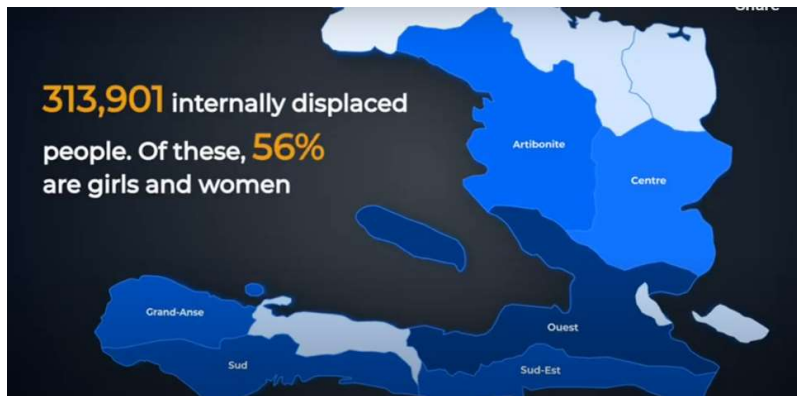 Share
313,901 internally displaced
people. Of these, 56%
are girls and women
Artibonite
Centre
Grand-Anse
Ouest
Sud
Sud-Est